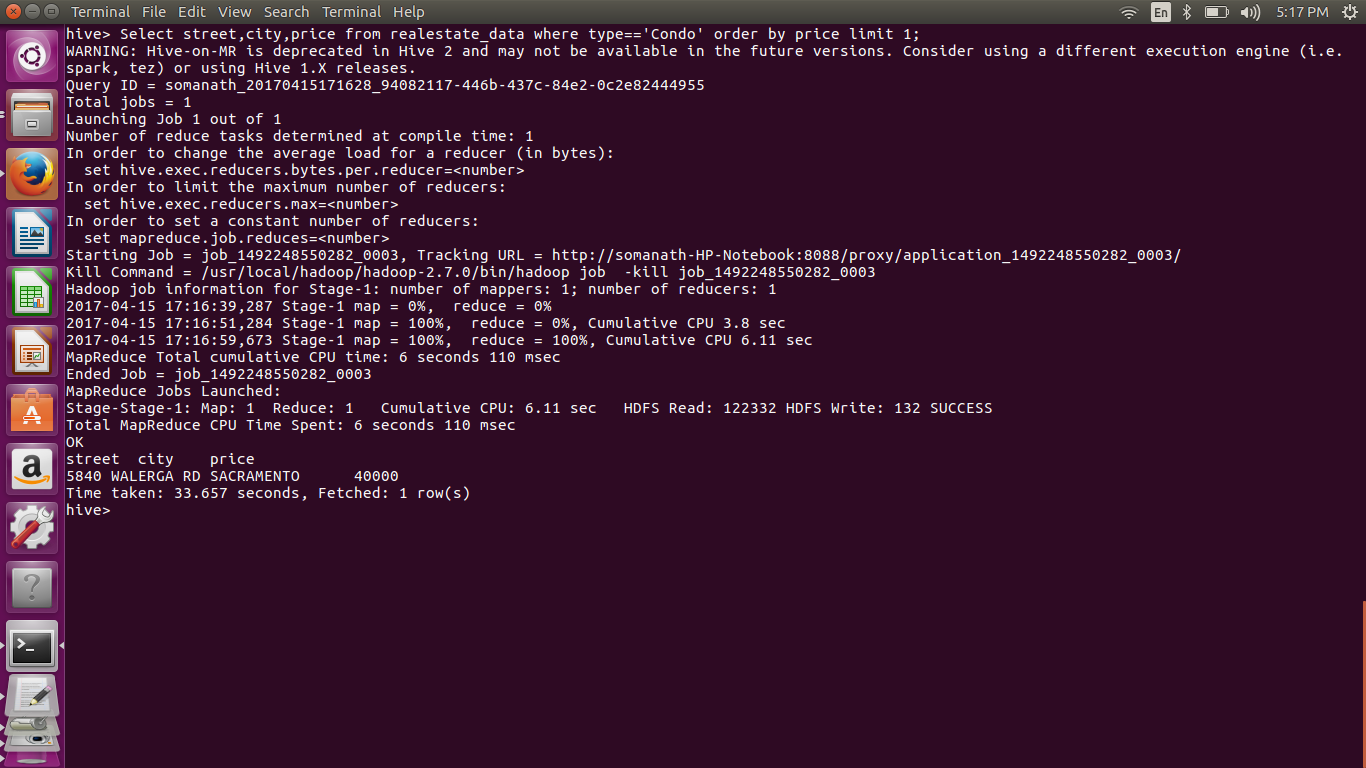 Terminal File Edit View Search Terminal Help En 5:17 PM
hive> Select street,city,price from realestate_data where type=='Condo' order by price limit 1;
WARNING: Hive-on-MR is deprecated in Hive 2 and may not be available in the future versions. Consider using a different execution engine (i.e.
spark, tez) or using Hive 1.X releases.
Query ID = somanath_20170415171628_94082117-446b-437c-84e2-0c2e82444955
Total jobs = 1
Launching Job 1 out of 1
Number of reduce tasks determined at compile time: 1
In order to change the average load for a reducer (in bytes):
  set hive.exec.reducers.bytes.per.reducer=<number>
In order to limit the maximum number of reducers:
  set hive.exec.reducers.max=<number>
In order to set a constant number of reducers:
  set mapreduce.job.reduces=<number>
Starting Job = job_1492248550282_0003, Tracking URL = http://somanath-HP-Notebook:8088/proxy/application_1492248550282_0003/
Kill Command = /usr/local/hadoop/hadoop-2.7.0/bin/hadoop job  -kill job_1492248550282_0003
Hadoop job information for Stage-1: number of mappers: 1; number of reducers: 1
2017-04-15 17:16:39,287 Stage-1 map = 0%,  reduce = 0%
2017-04-15 17:16:51,284 Stage-1 map = 100%,  reduce = 0%, Cumulative CPU 3.8 sec
2017-04-15 17:16:59,673 Stage-1 map = 100%,  reduce = 100%, Cumulative CPU 6.11 sec
MapReduce Total cumulative CPU time: 6 seconds 110 msec
Ended Job = job_1492248550282_0003
MapReduce Jobs Launched:
Stage-Stage-1: Map: 1  Reduce: 1   Cumulative CPU: 6.11 sec   HDFS Read: 122332 HDFS Write: 132 SUCCESS
Total MapReduce CPU Time Spent: 6 seconds 110 msec
OK
street  city    price
5840 WALERGA RD SACRAMENTO      40000
Time taken: 33.657 seconds, Fetched: 1 row(s)
hive>